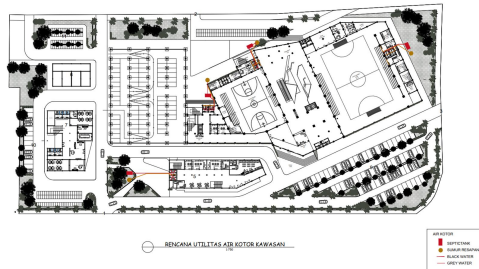 RENCANA UTILITAS AIR KOTOR KAWASAN
AIR KOTOR
SEPTICTANK
SUMUR RESAPAN
BLACK WATER
GREY WATER